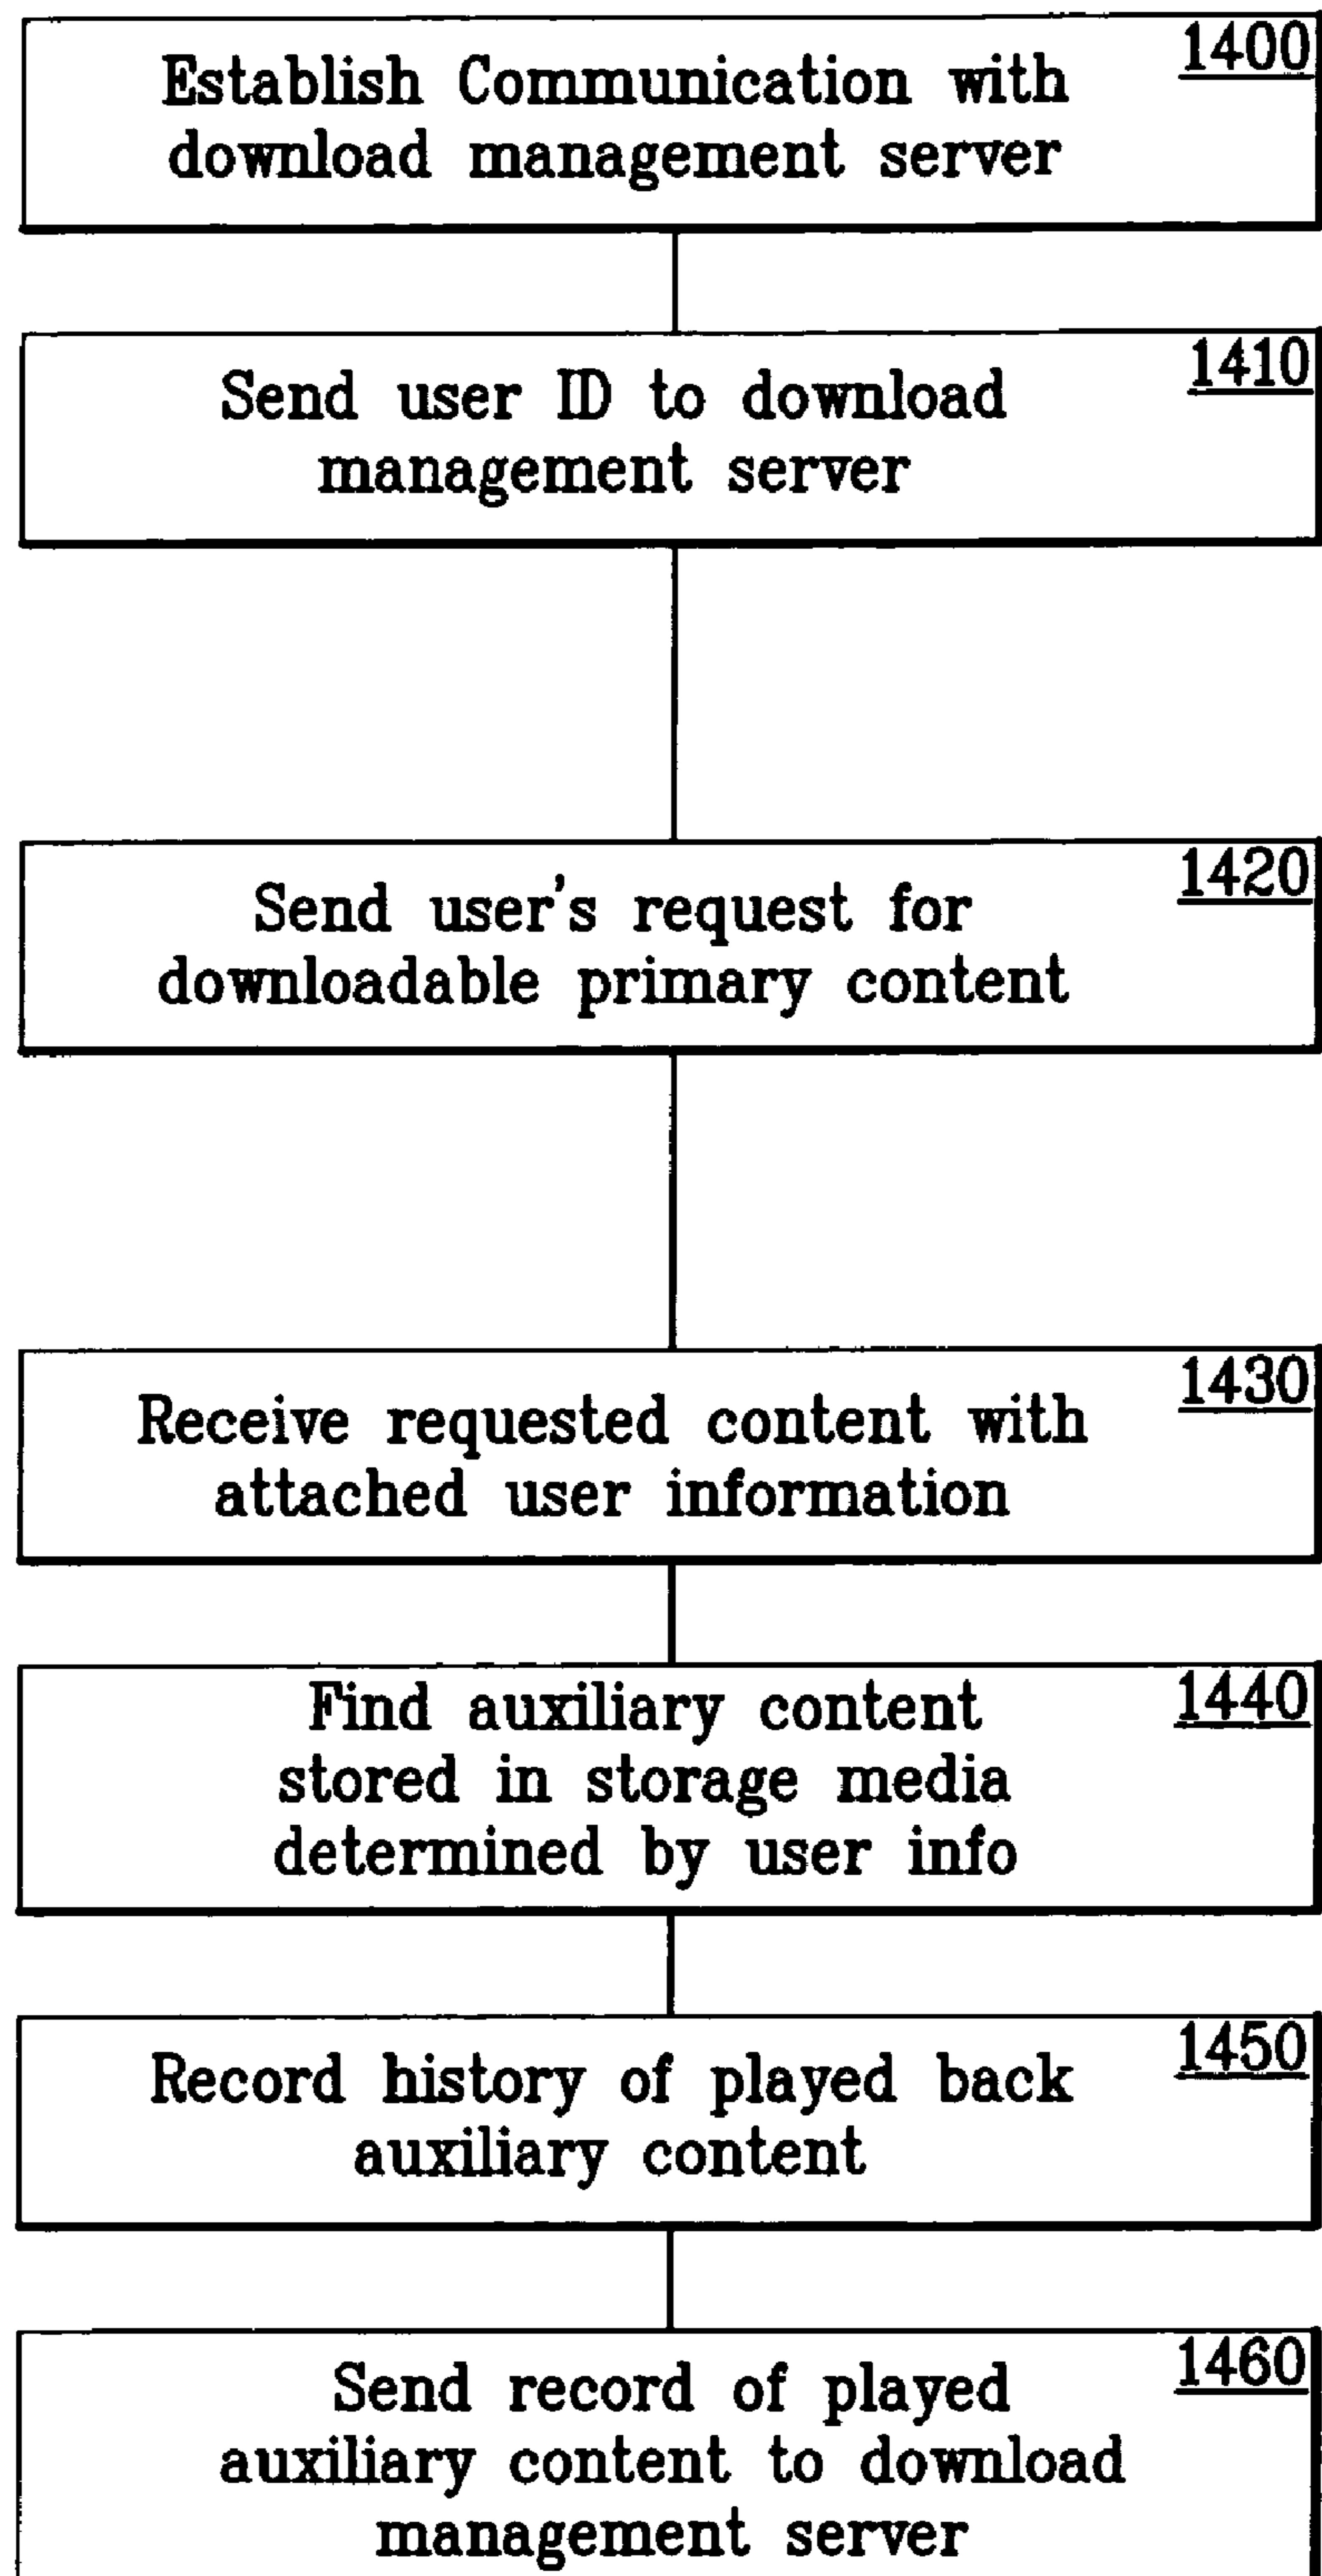 1400
Establish Communication with
download management server
1410
Send user ID to download
management server
1420
Send user's request for
downloadable primary content
1430
Receive requested content with
attached user information
1440
Find auxiliary content
stored in storage media
determined by user info
1450
Record history of played back
auxiliary content
1460
Send record of played
auxiliary content to download
management server